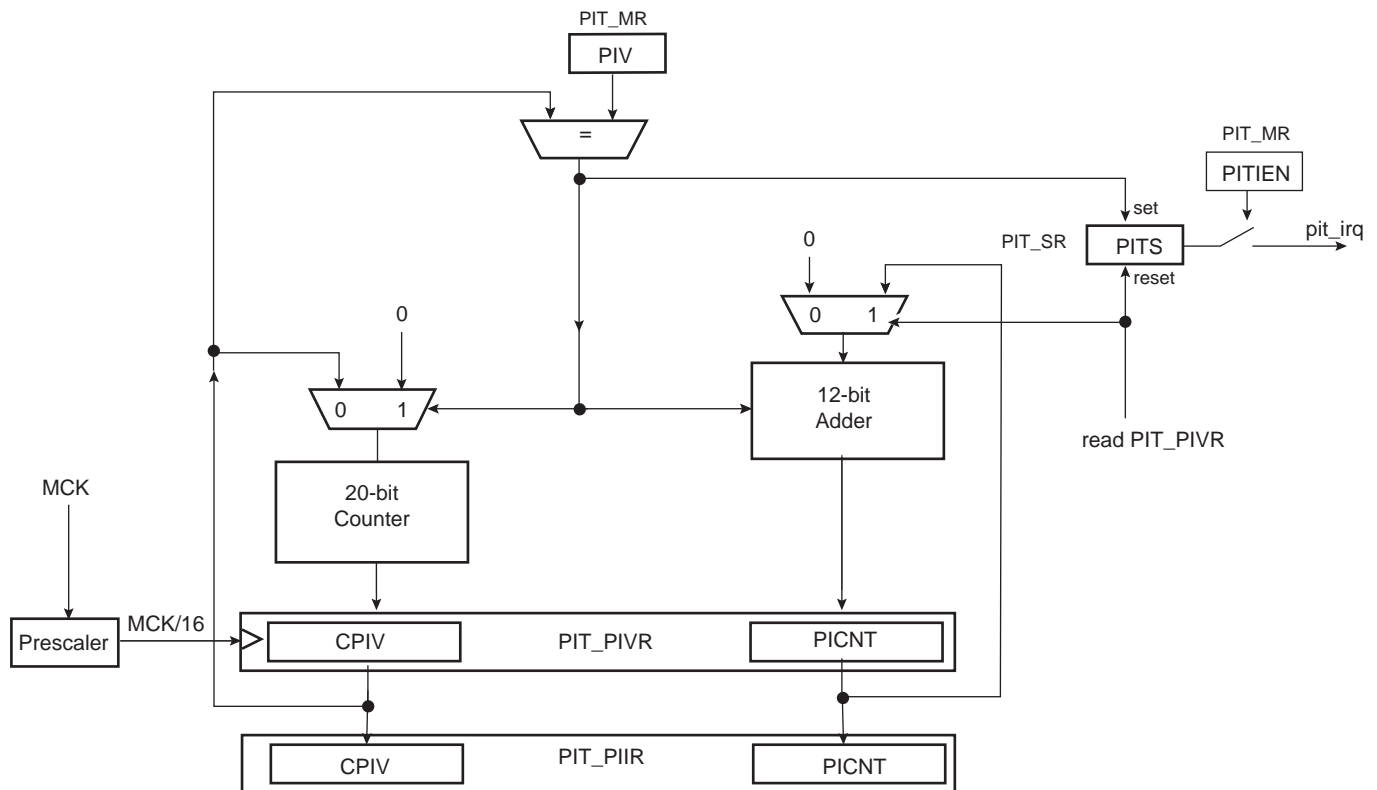 PIT_MR
PIV
=
PIT_MR
PITIEN
set
0
PIT_SR
PITS
pit_irq
reset
0
0 1
0 1
12-bit
Adder
read PIT_PIVR
MCK
20-bit
Counter
MCK/16
Prescaler
CPIV
PIT_PIVR
PICNT
CPIV
PIT_PIIR
PICNT